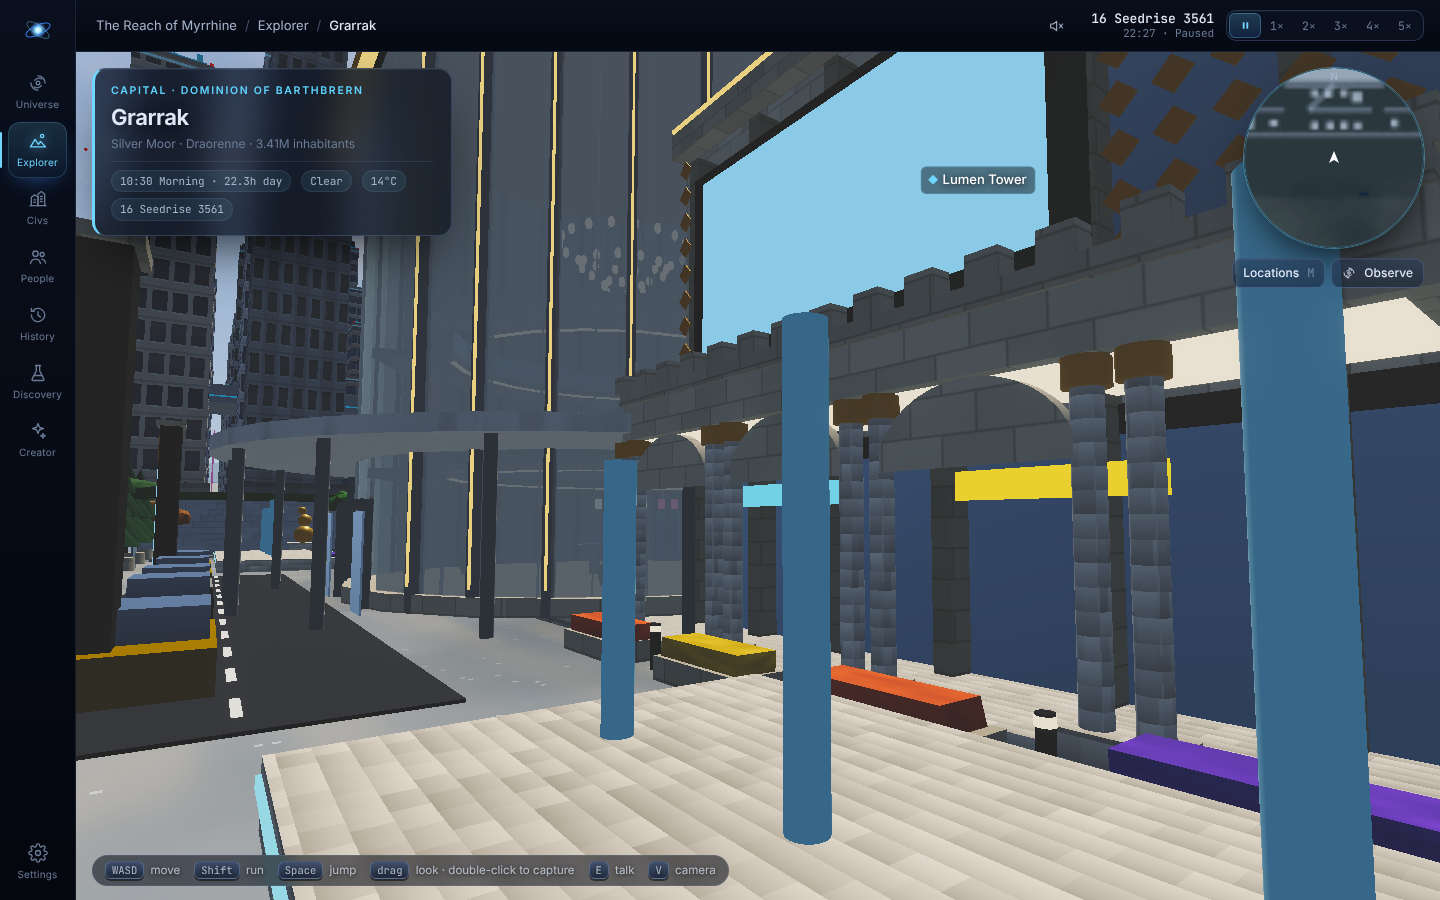 The Reach of Myrrhine / Explorer / Grarrak
16 Seedrise 3561
22:27 · Paused
1×
2×
3×
4×
5×
Universe
Explorer
Civs
People
History
Discovery
Creator
Settings
CAPITAL · DOMINION OF BARTHBRERN
Grarrak
Silver Moor · Draorenne · 3.41M inhabitants
10:30 Morning · 22.3h day
Clear
14°C
16 Seedrise 3561
Lumen Tower
N
Locations M
Observe
WASD move
Shift run
Space jump
drag look · double-click to capture
E talk
V camera